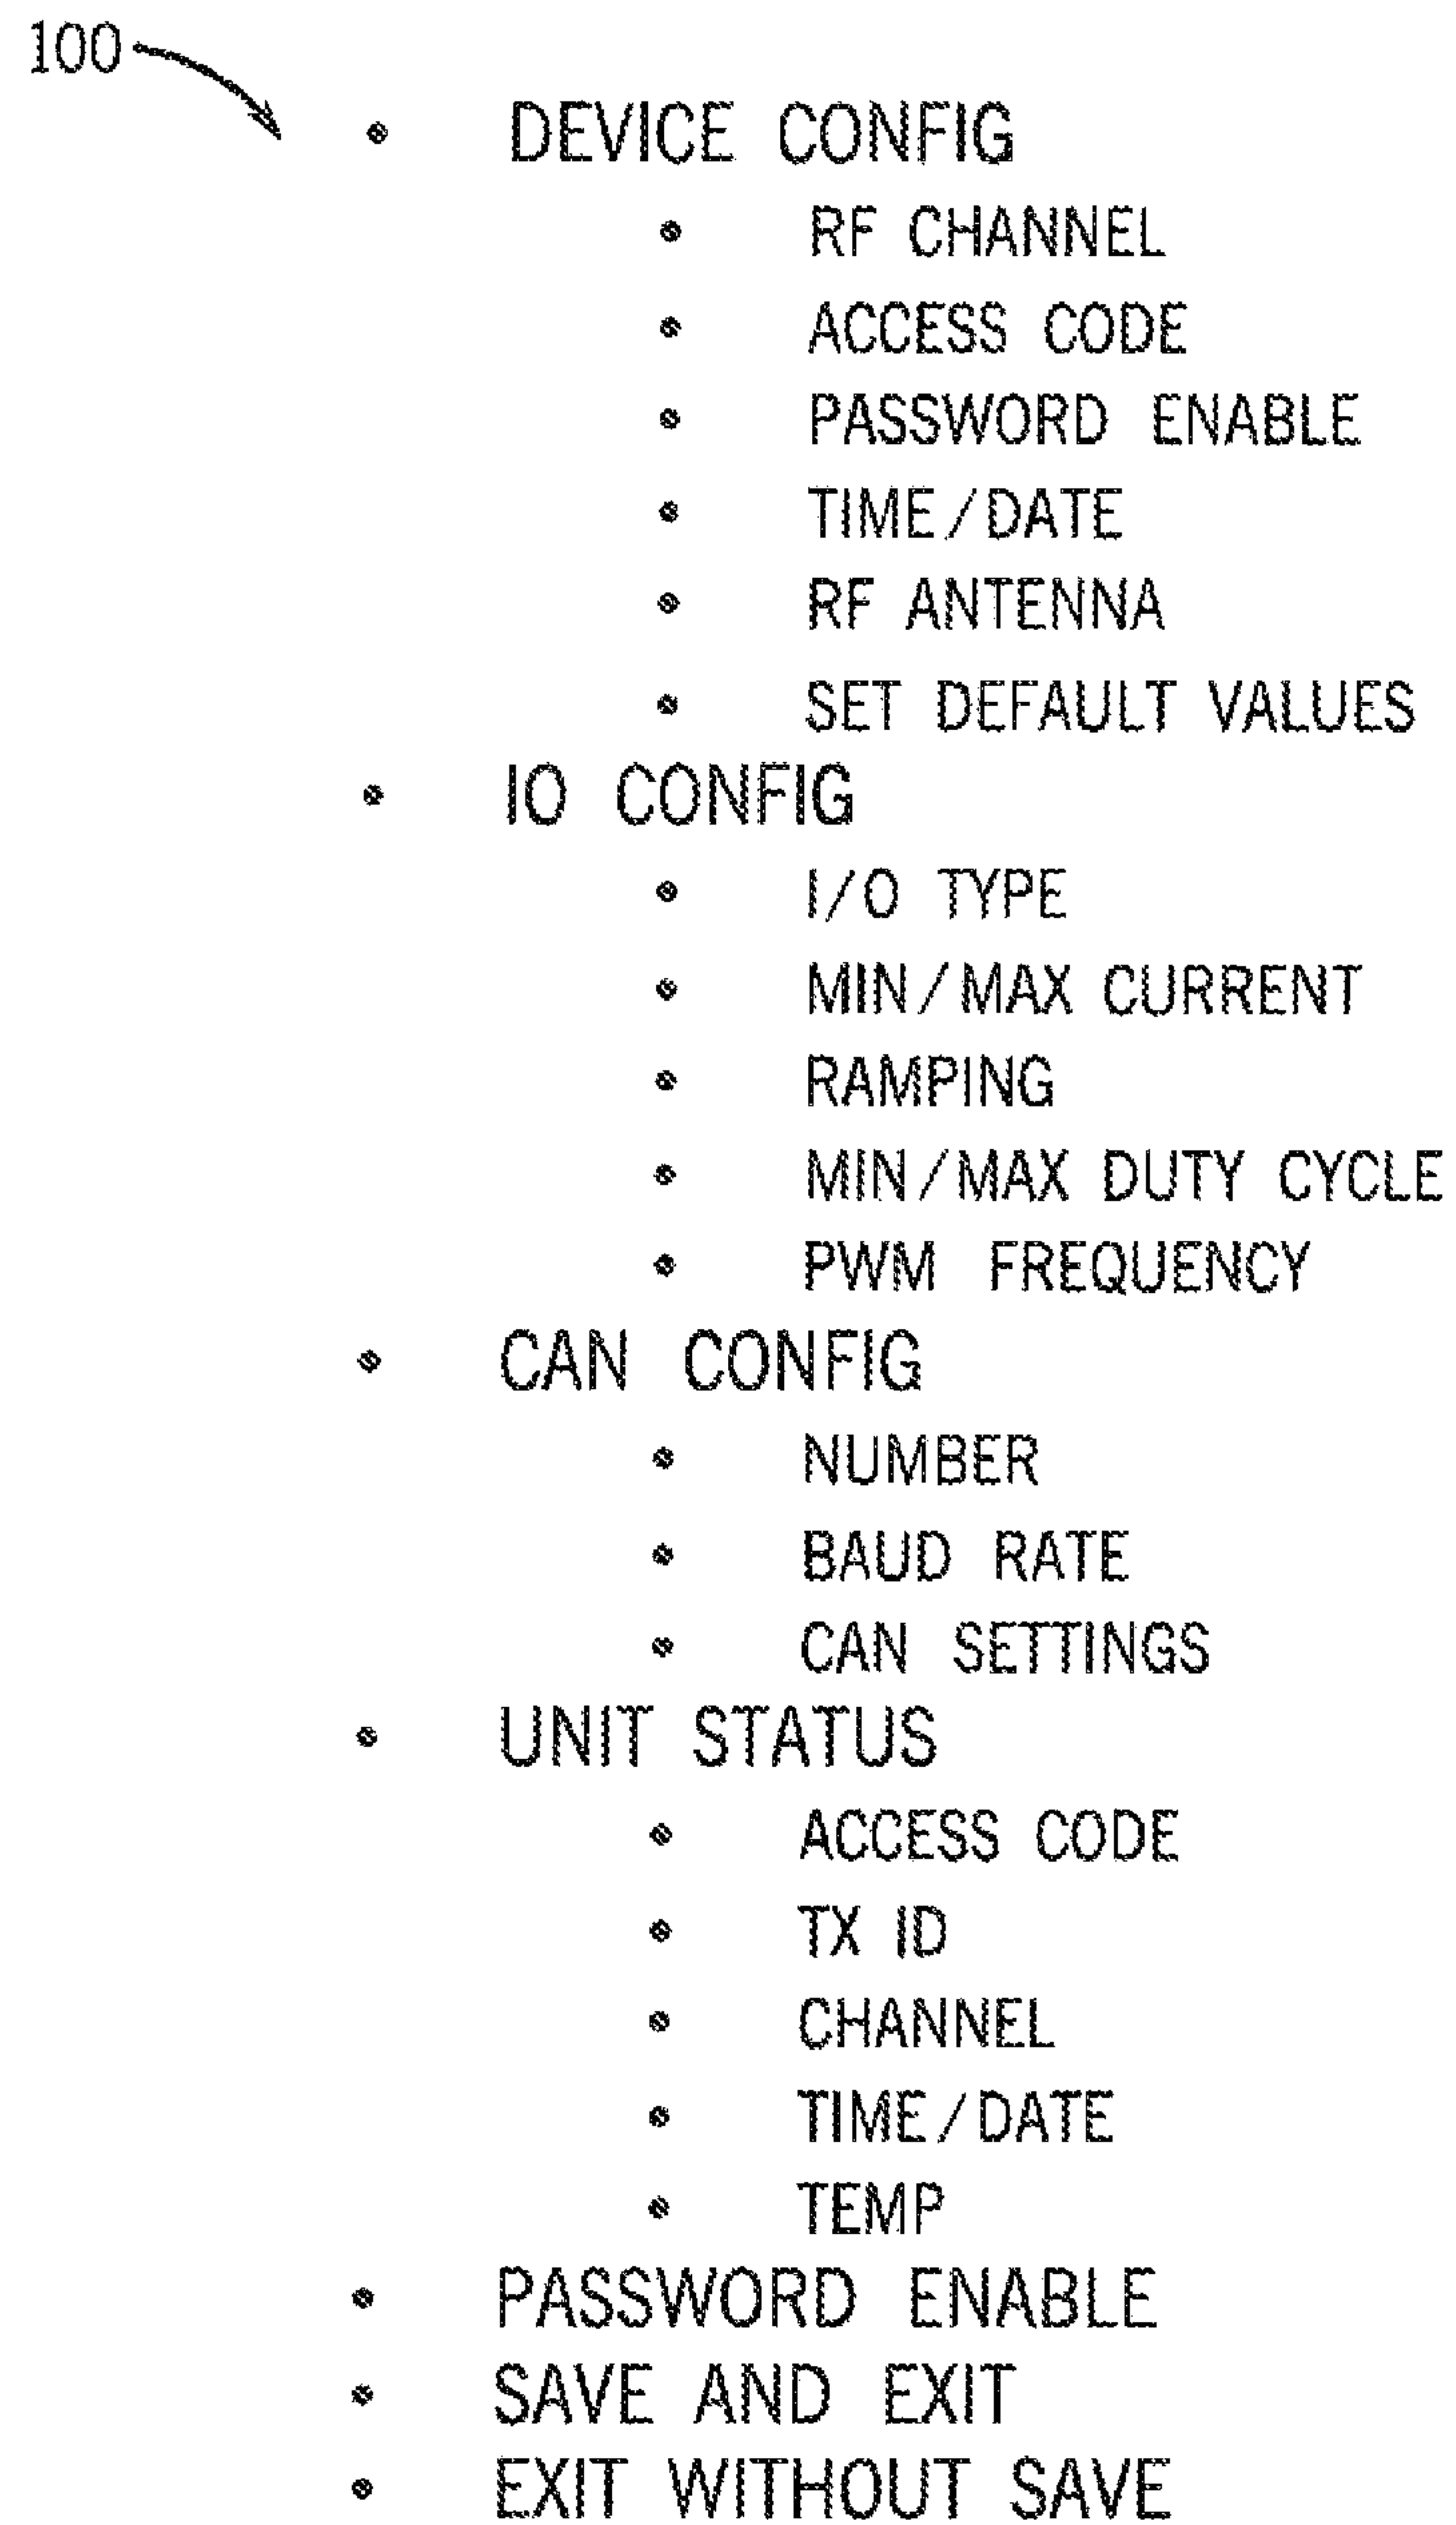 100
• DEVICE CONFIG
• RF CHANNEL
• ACCESS CODE
• PASSWORD ENABLE
• TIME/DATE
• RF ANTENNA
• SET DEFAULT VALUES
• IO CONFIG
• I/O TYPE
• MIN/MAX CURRENT
• RAMPING
• MIN/MAX DUTY CYCLE
• PWM FREQUENCY
• CAN CONFIG
• NUMBER
• BAUD RATE
• CAN SETTINGS
• UNIT STATUS
• ACCESS CODE
• TX ID
• CHANNEL
• TIME/DATE
• TEMP
• PASSWORD ENABLE
• SAVE AND EXIT
• EXIT WITHOUT SAVE